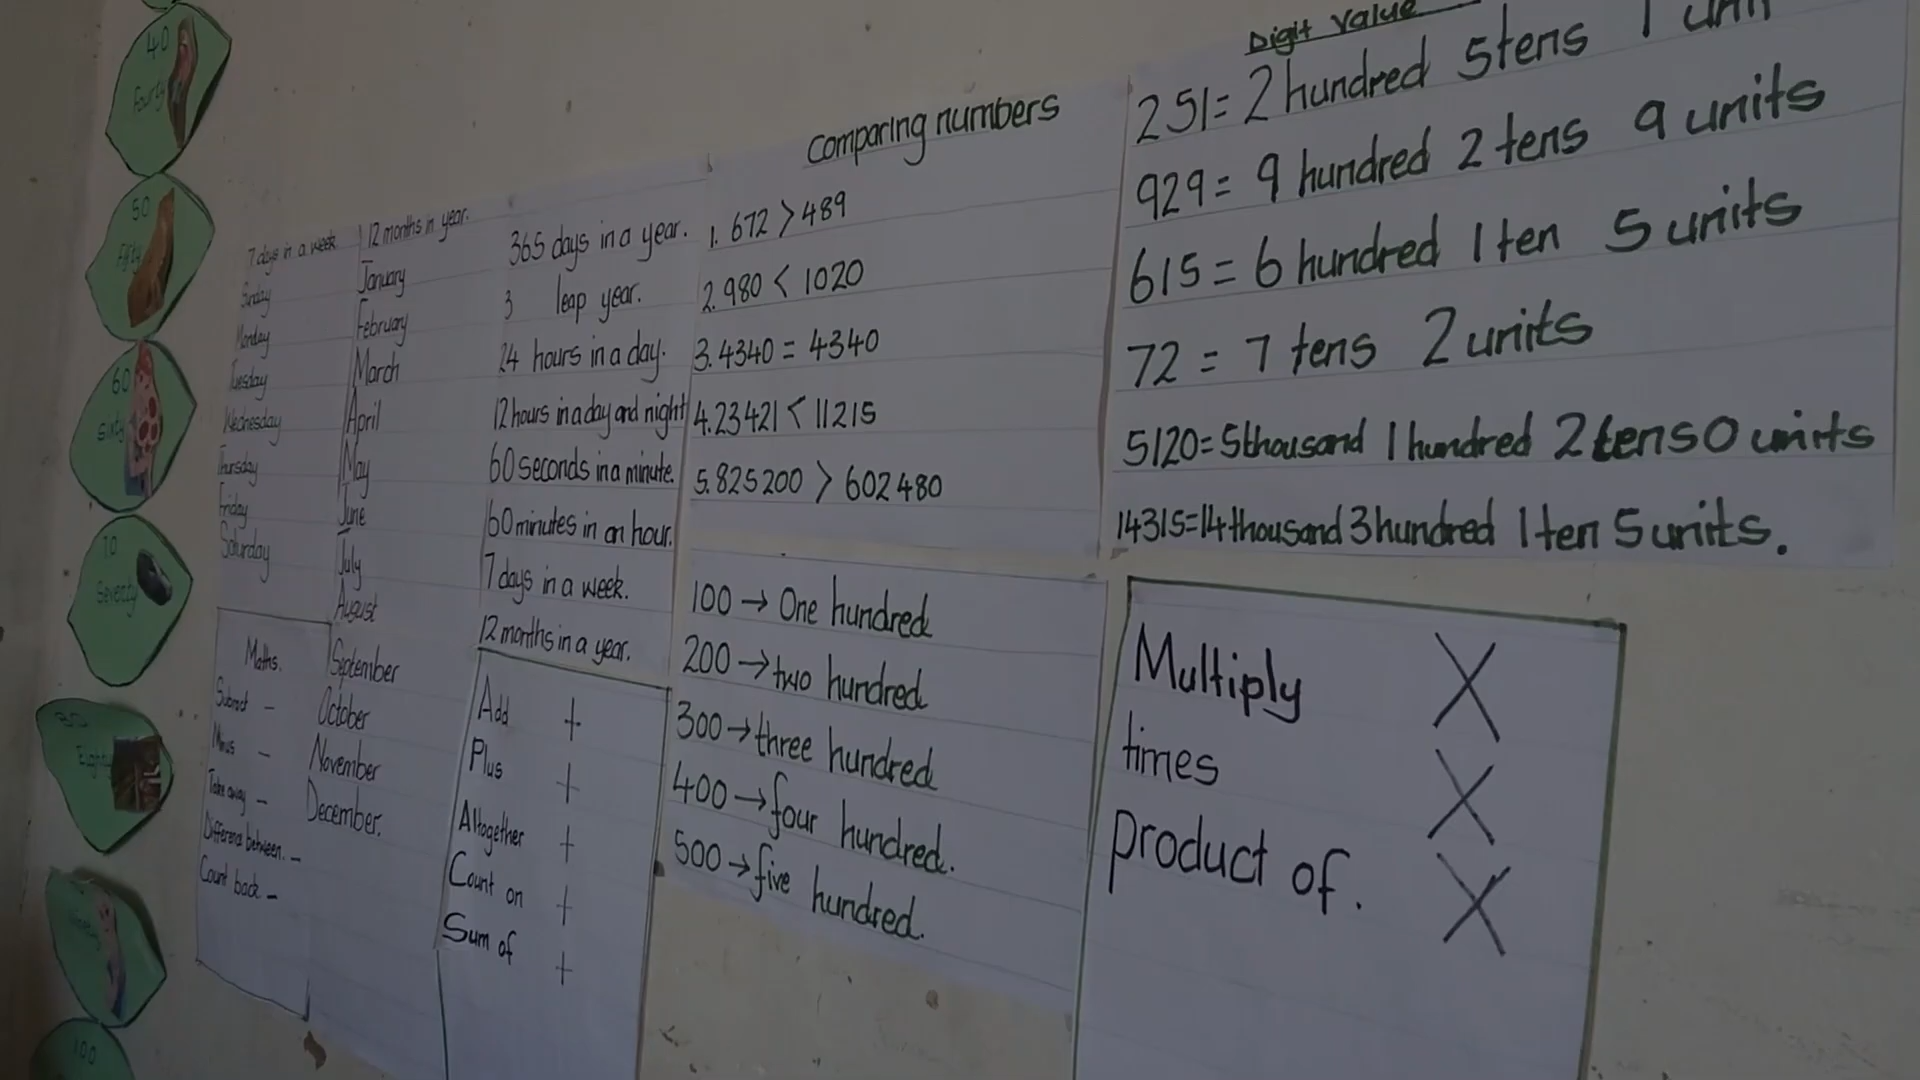 40
Fourty
50
Fifty
60
Sixty
70
Seventy
Eighty
100
7 days in a week
Sunday
Monday
Tuesday
Wednesday
Thursday
Friday
Saturday
12 months in year.
January
February
March
April
May
June
July
August
September
October
November
December.
365 days in a year.
3 leap year.
24 hours in a day.
12 hours in a day and night
60 seconds in a minute.
60 minutes in an hour.
7 days in a week.
12 months in a year.
Maths.
Subract -
Minus -
Take away -
Differens between. -
Count back -
Add +
Plus +
Altogether +
Count on +
Sum of +
Comparing numbers
1. 672 > 489
2. 980 < 1020
3. 4340 = 4340
4. 23421 < 11215
5. 825200 > 602480
100 → One hundred
200 → two hundred
300 → three hundred
400 → four hundred.
500 → five hundred.
Digit Value
251 = 2 hundred 5 tens 1 unit
929 = 9 hundred 2 tens 9 units
615 = 6 hundred 1 ten 5 units
72 = 7 tens 2 units
5120 = 5 thousand 1 hundred 2 tens 0 units
14315 = 14 thousand 3 hundred 1 ten 5 units.
Multiply X
times X
product of. X